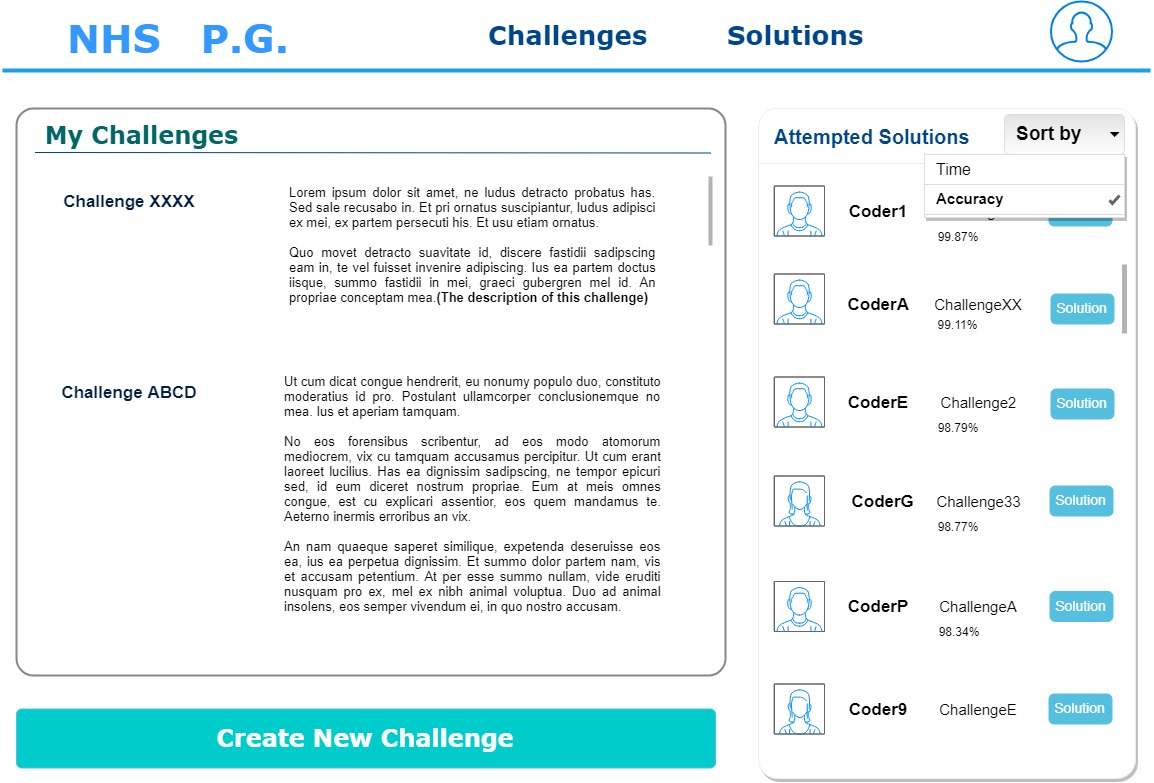 NHS P.G.
Challenges
Solutions
My Challenges
Challenge XXXX
Lorem ipsum dolor sit amet, ne ludus detracto probatus has.
Sed sale recusabo in. Et pri ornatus suscipiantur, ludus adipisci
ex mei, ex partem persecuti his. Et usu etiam ornatus.
Quo movet detracto suavitate id, discere fastidii sadipscing
eam in, te vel fuisset invenire adipiscing. Ius ea partem doctus
iisque, summo fastidii in mei, graeci gubergren mel id. An
propriae conceptam mea.(The description of this challenge)
Challenge ABCD
Ut cum dicat congue hendrerit, eu nonumy populo duo, constituto
moderatius id pro. Postulant ullamcorper conclusionemque no
mea. Ius et aperiam tamquam.
No eos forensibus scribentur, ad eos modo atomorum
mediocrem, vix cu tamquam accusamus percipitur. Ut cum erant
laoreet lucilius. Has ea dignissim sadipscing, ne tempor epicuri
sed, id eum diceret nostrum propriae. Eum at meis omnes
congue, est cu explicari assentior, eos quem mandamus te.
Aeterno inermis erroribus an vix.
An nam quaeque saperet similique, expetenda deseruisse eos
ea, ius ea perpetua dignissim. Et summo dolor partem nam, vis
et accusam petentium. At per esse summo nullam, vide eruditi
nusquam pro ex, mel ex nibh animal voluptua. Duo ad animal
insolens, eos semper vivendum ei, in quo nostro accusam.
Create New Challenge
Attempted Solutions
Sort by
Time
Accuracy
Coder1
99.87%
CoderA
ChallengeXX
99.11%
Solution
CoderE
Challenge2
98.79%
Solution
CoderG
Challenge33
98.77%
Solution
CoderP
ChallengeA
98.34%
Solution
Coder9
ChallengeE
Solution